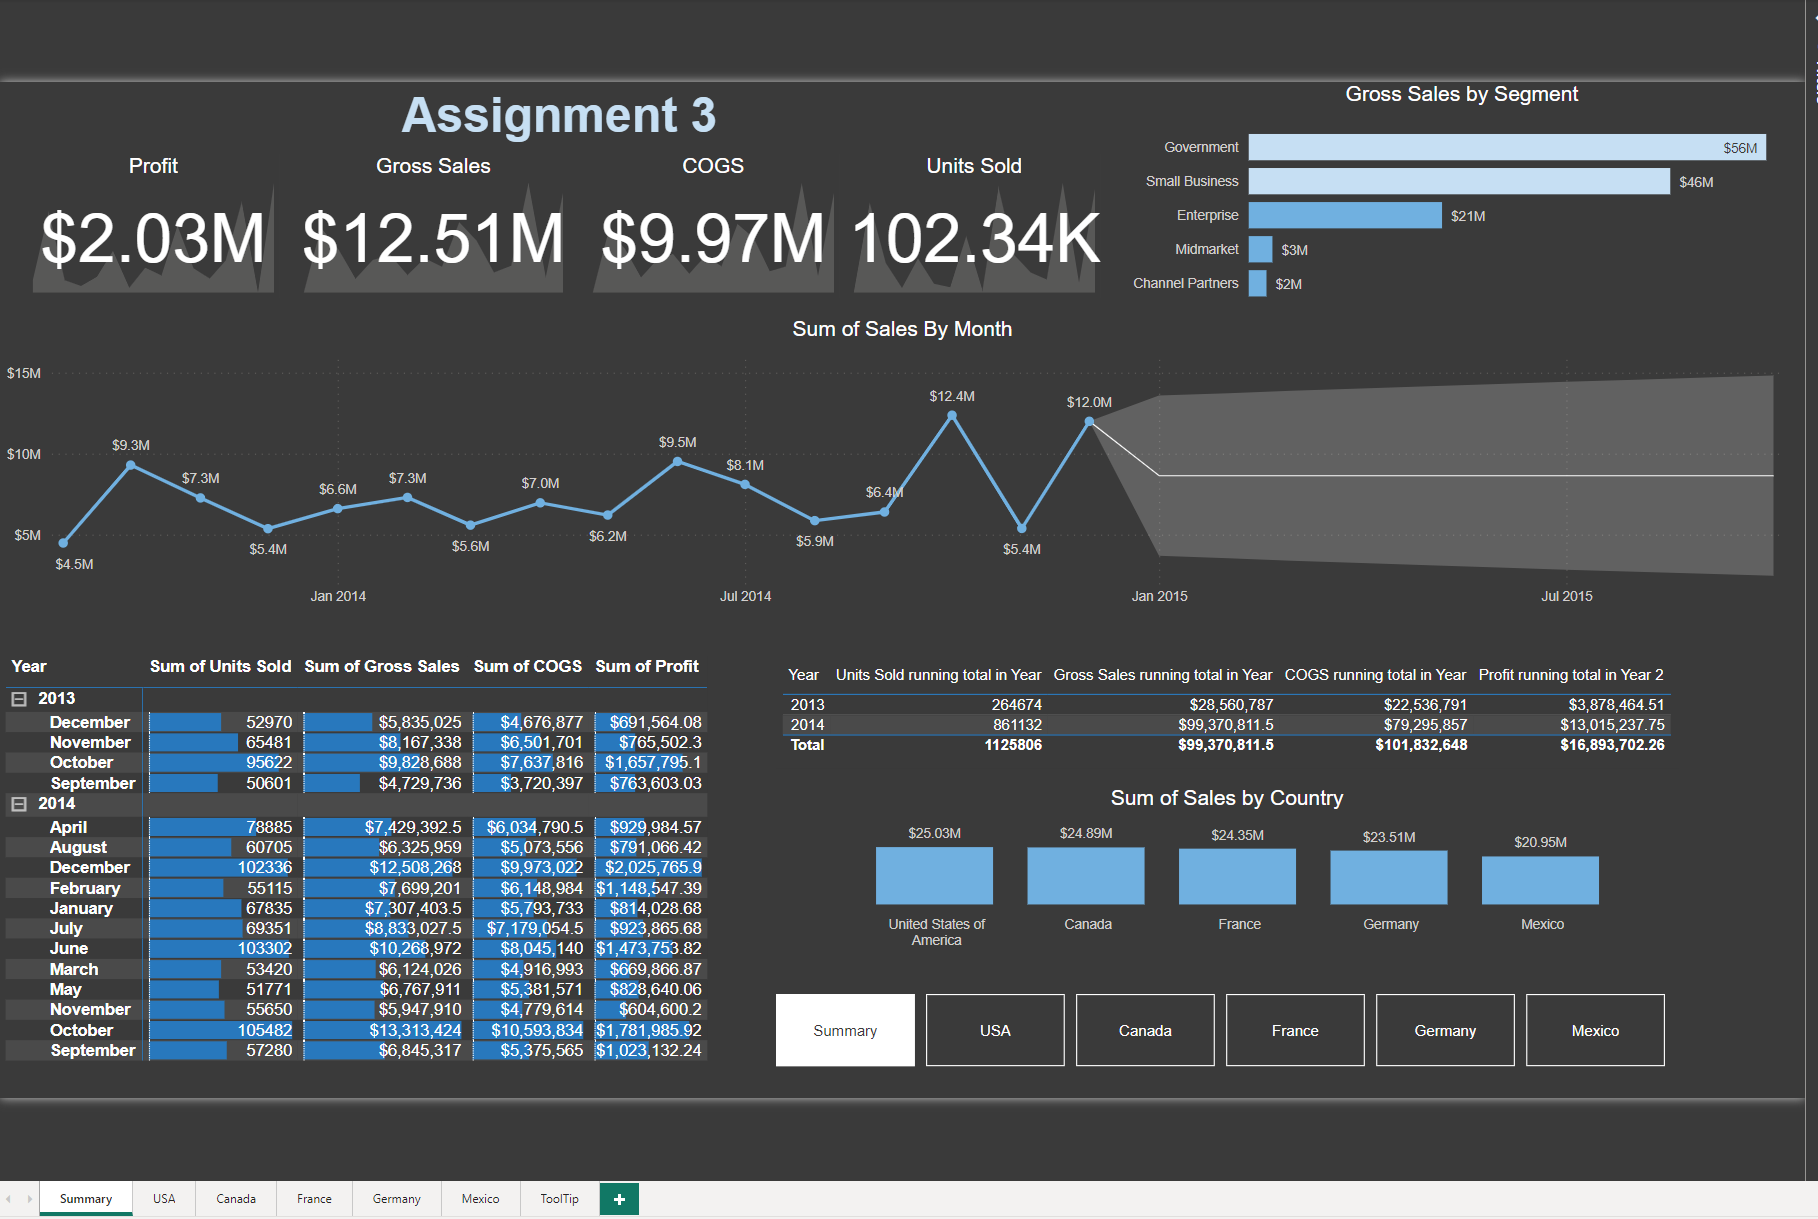 Assignment 3
Profit
Gross Sales
COGS
Units Sold
$2.03M
$12.51M
$9.97M
102.34K
Gross Sales by Segment
Government $56M
Small Business $46M
Enterprise $21M
Midmarket $3M
Channel Partners $2M
Sum of Sales By Month
$15M
$10M
$5M
$4.5M
$9.3M
$7.3M
$5.4M
$6.6M
$7.3M
$5.6M
$7.0M
$6.2M
$9.5M
$8.1M
$5.9M
$6.4M
$12.4M
$5.4M
$12.0M
Jan 2014
Jul 2014
Jan 2015
Jul 2015
Year Sum of Units Sold Sum of Gross Sales Sum of COGS Sum of Profit
2013
December 52970 $5,835,025 $4,676,877 $691,564.08
November 65481 $8,167,338 $6,501,701 $765,502.3
October 95622 $9,828,688 $7,637,816 $1,657,795.1
September 50601 $4,729,736 $3,720,397 $763,603.03
2014
April 78885 $7,429,392.5 $6,034,790.5 $929,984.57
August 60705 $6,325,959 $5,073,556 $791,066.42
December 102336 $12,508,268 $9,973,022 $2,025,765.9
February 55115 $7,699,201 $6,148,984 $1,148,547.39
January 67835 $7,307,403.5 $5,793,733 $814,028.68
July 69351 $8,833,027.5 $7,179,054.5 $923,865.68
June 103302 $10,268,972 $8,045,140 $1,473,753.82
March 53420 $6,124,026 $4,916,993 $669,866.87
May 51771 $6,767,911 $5,381,571 $828,640.06
November 55650 $5,947,910 $4,779,614 $604,600.2
October 105482 $13,313,424 $10,593,834 $1,781,985.92
September 57280 $6,845,317 $5,375,565 $1,023,132.24
Year Units Sold running total in Year Gross Sales running total in Year COGS running total in Year Profit running total in Year 2
2013 264674 $28,560,787 $22,536,791 $3,878,464.51
2014 861132 $99,370,811.5 $79,295,857 $13,015,237.75
Total 1125806 $99,370,811.5 $101,832,648 $16,893,702.26
Sum of Sales by Country
$25.03M
$24.89M
$24.35M
$23.51M
$20.95M
United States of
America
Canada
France
Germany
Mexico
Summary
USA
Canada
France
Germany
Mexico
Summary
USA
Canada
France
Germany
Mexico
ToolTip